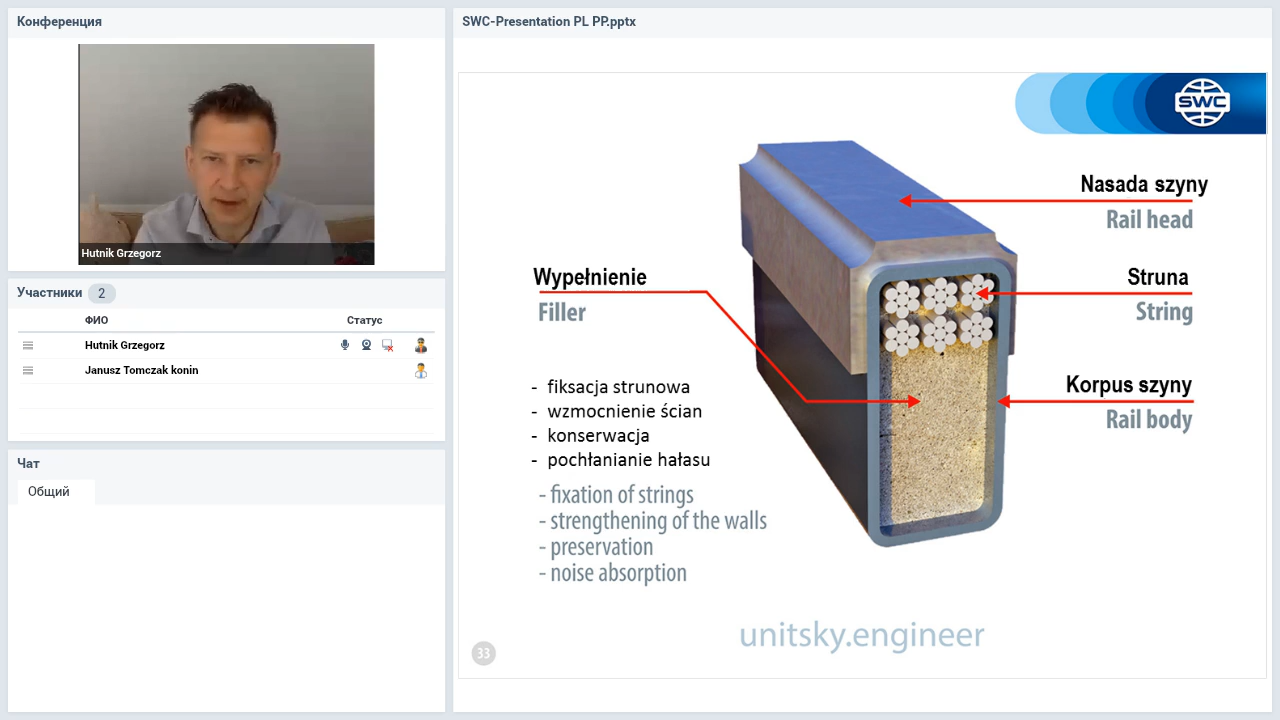 Конференция
Hutnik Grzegorz
Участники 2
ФИО Статус
Hutnik Grzegorz
Janusz Tomczak konin
Чат
Общий
SWC-Presentation PL PP.pptx
SWC
Nasada szyny
Rail head
Wypełnienie
Filler
Struna
String
Korpus szyny
Rail body
- fiksacja strunowa
- wzmocnienie ścian
- konserwacja
- pochłanianie hałasu
- fixation of strings
- strengthening of the walls
- preservation
- noise absorption
unitsky.engineer
33